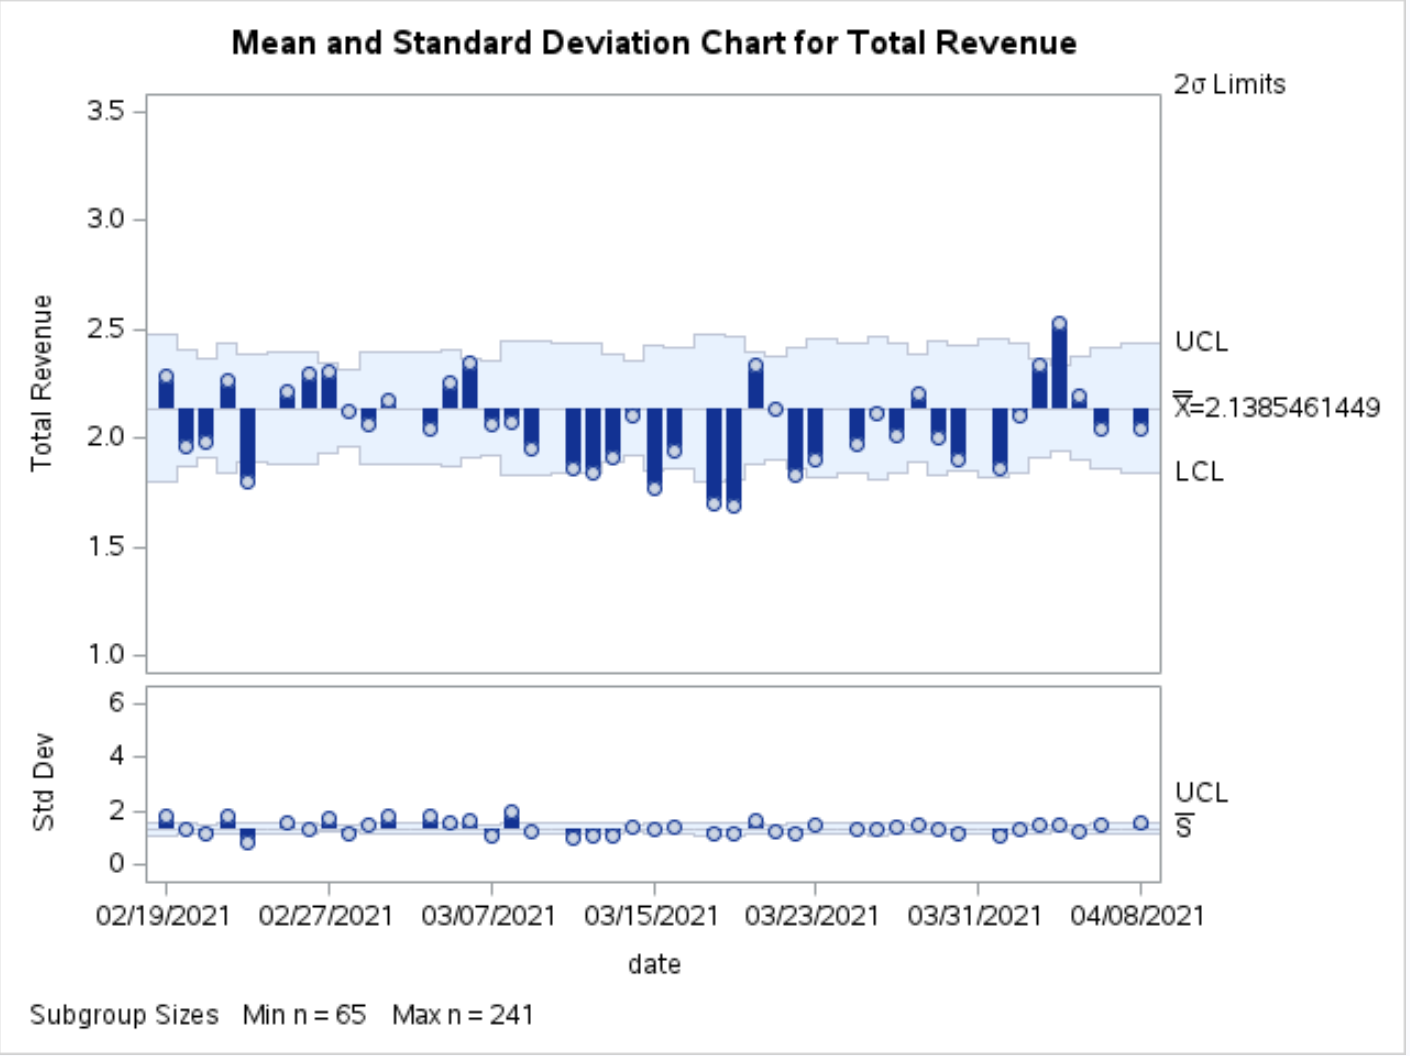 Mean and Standard Deviation Chart for Total Revenue
2σ Limits
3.5
3.0
2.5
2.0
1.5
1.0
Total Revenue
UCL
X̿=2.1385461449
LCL
6
4
2
0
Std Dev
UCL
S̅
02/19/2021 02/27/2021 03/07/2021 03/15/2021 03/23/2021 03/31/2021 04/08/2021
date
Subgroup Sizes Min n = 65 Max n = 241